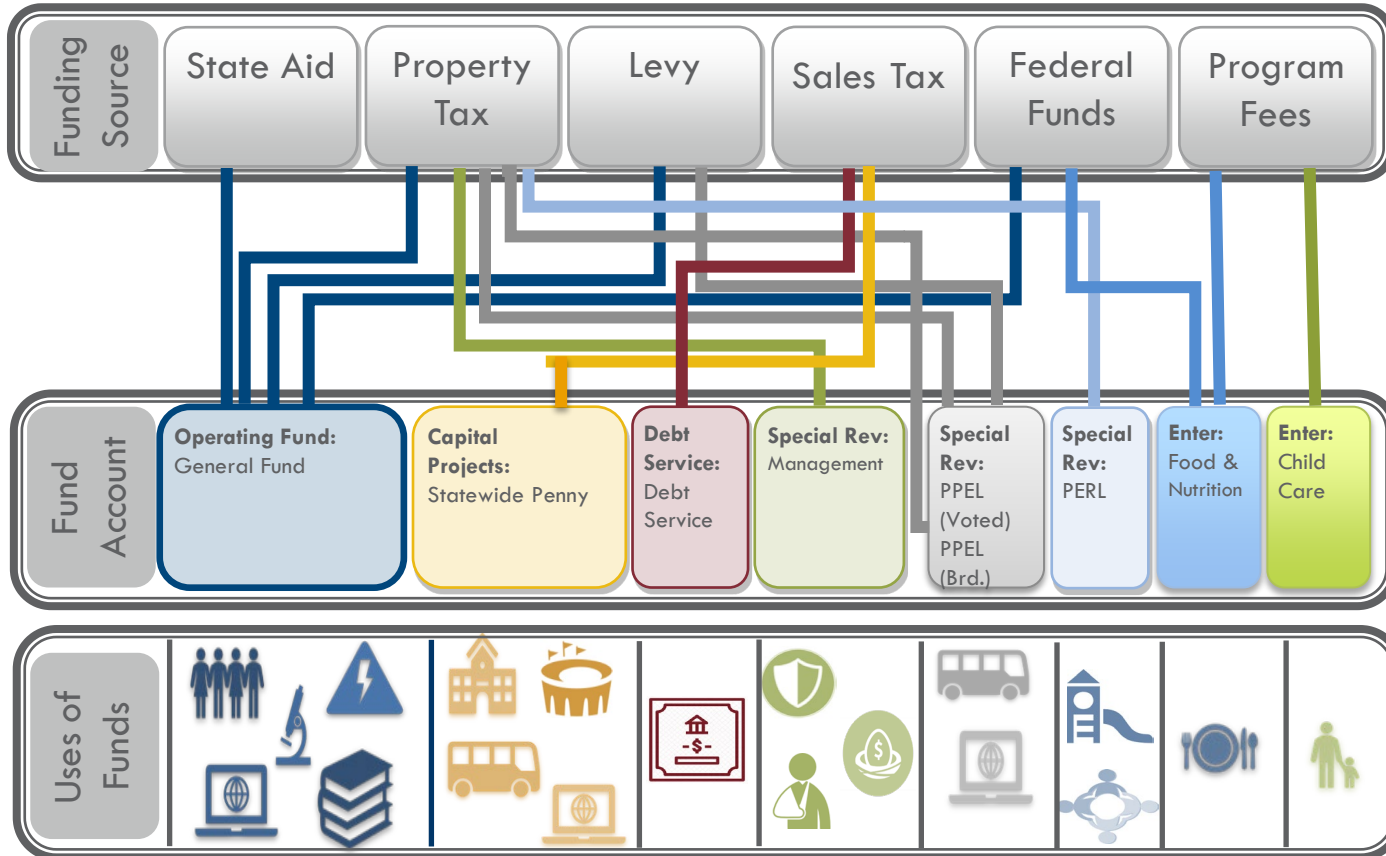 Funding
Source
State Aid
Property
Tax
Levy
Sales Tax
Federal
Funds
Program
Fees
Fund
Account
Operating Fund:
General Fund
Capital
Projects:
Statewide Penny
Debt
Service:
Debt
Service
Special Rev:
Management
Special
Rev:
PPEL
(Voted)
PPEL
(Brd.)
Special
Rev:
PERL
Enter:
Food &
Nutrition
Enter:
Child
Care
Uses of
Funds
-$-
$